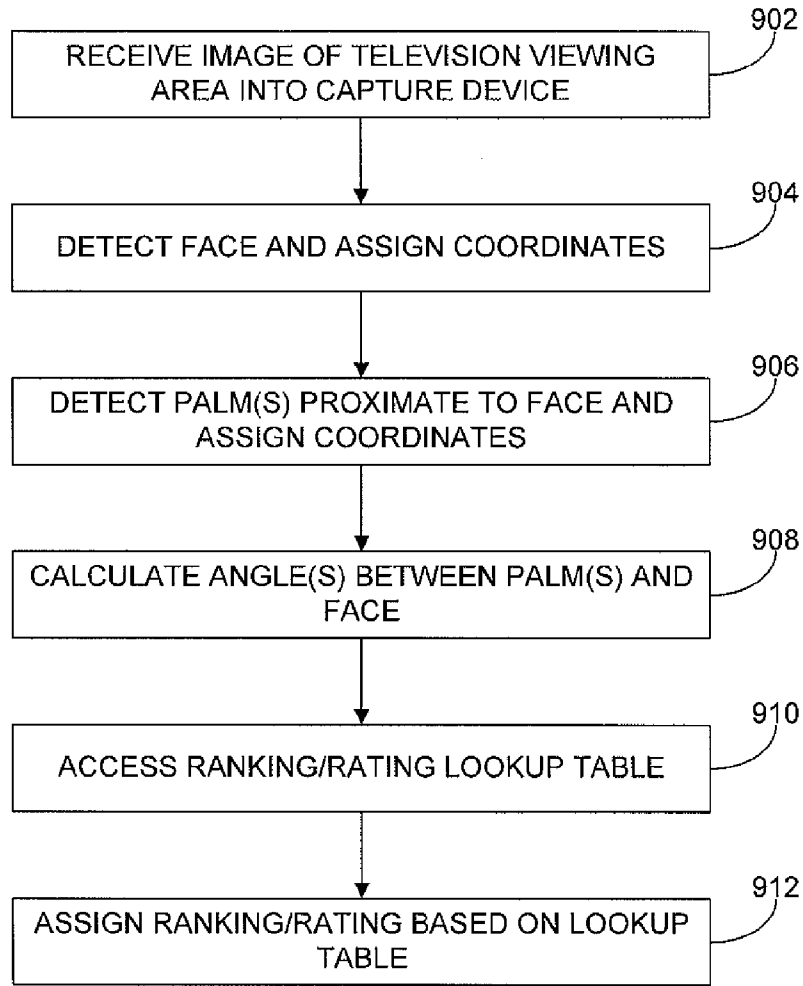 902
RECEIVE IMAGE OF TELEVISION VIEWING
AREA INTO CAPTURE DEVICE
904
DETECT FACE AND ASSIGN COORDINATES
906
DETECT PALM(S) PROXIMATE TO FACE AND
ASSIGN COORDINATES
908
CALCULATE ANGLE(S) BETWEEN PALM(S) AND
FACE
910
ACCESS RANKING/RATING LOOKUP TABLE
912
ASSIGN RANKING/RATING BASED ON LOOKUP
TABLE